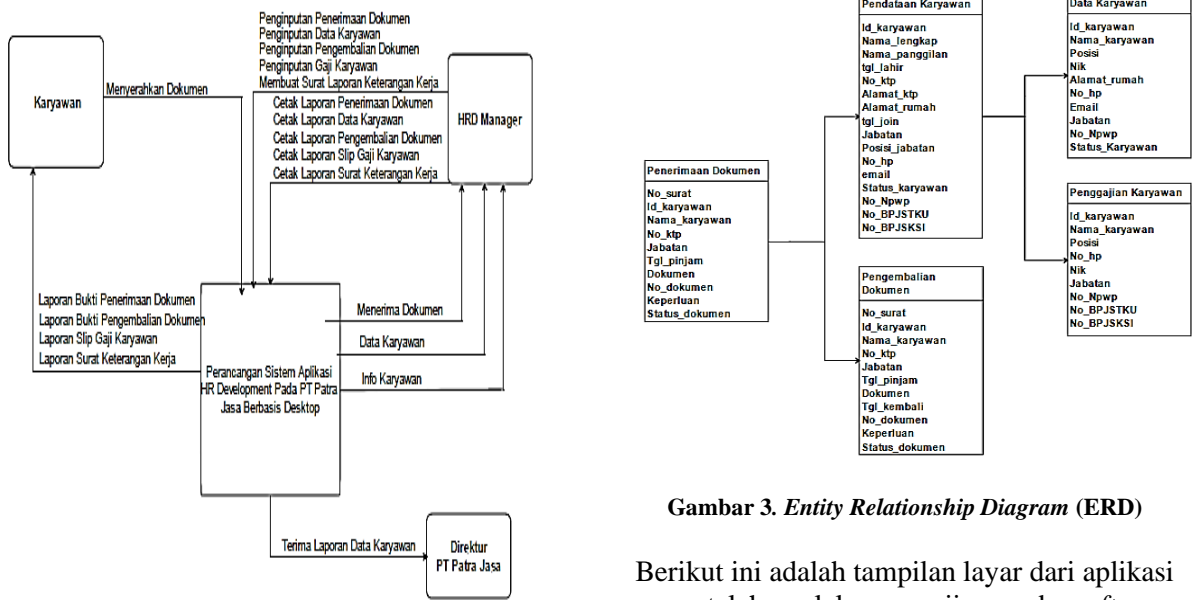 Penginputan Penerimaan Dokumen
Penginputan Data Karyawan
Penginputan Pengembalian Dokumen
Penginputan Gaji Karyawan
Membuat Surat Laporan Keterangan Kerja
Karyawan
Menyerahkan Dokumen
Cetak Laporan Penerimaan Dokumen
Cetak Laporan Data Karyawan
Cetak Laporan Pengembalian Dokumen
Cetak Laporan Slip Gaji Karyawan
Cetak Laporan Surat Keterangan Kerja
HRD Manager
Laporan Bukti Penerimaan Dokumen
Laporan Bukti Pengembalian Dokumen
Laporan Slip Gaji Karyawan
Laporan Surat Keterangan Kerja
Menerima Dokumen
Data Karyawan
Info Karyawan
Perancangan Sistem Aplikasi
HR Development Pada PT Patra
Jasa Berbasis Desktop
Terima Laporan Data Karyawan
Direktur
PT Patra Jasa
Penerimaan Dokumen
No_surat
Id_karyawan
Nama_karyawan
No_ktp
Jabatan
Tgl_pinjam
Dokumen
No_dokumen
Keperluan
Status_dokumen
Pendataan Karyawan
Id_karyawan
Nama_lengkap
Nama_panggilan
tgl_lahir
No_ktp
Alamat_ktp
Alamat_rumah
tgl_join
Jabatan
Posisi_jabatan
No_hp
email
Status_karyawan
No_Npwp
No_BPJSTKU
No_BPJSKSI
Pengembalian
Dokumen
No_surat
Id_karyawan
Nama_karyawan
No_ktp
Jabatan
Tgl_pinjam
Dokumen
Tgl_kembali
No_dokumen
Keperluan
Status_dokumen
Data Karyawan
Id_karyawan
Nama_karyawan
Posisi
Nik
Alamat_rumah
No_hp
Email
Jabatan
No_Npwp
Status_Karyawan
Penggajian Karyawan
Id_karyawan
Nama_karyawan
Posisi
No_hp
Nik
Jabatan
No_Npwp
No_BPJSTKU
No_BPJSKSI
Gambar 3. Entity Relationship Diagram (ERD)
Berikut ini adalah tampilan layar dari aplikasi